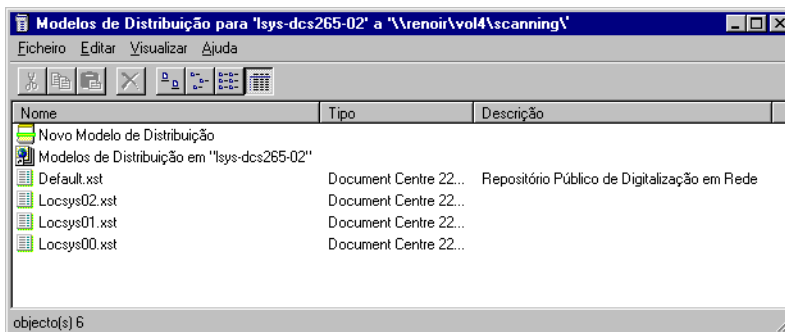 Modelos de Distribuição para 'lsys-dcs265-02' a '\\renoir\vol4\scanning\'
Ficheiro Editar Visualizar Ajuda
Nome Tipo Descrição
Novo Modelo de Distribuição
Modelos de Distribuição em "lsys-dcs265-02"
Default.xst Document Centre 22... Repositório Público de Digitalização em Rede
Locsys02.xst Document Centre 22...
Locsys01.xst Document Centre 22...
Locsys00.xst Document Centre 22...
objecto(s) 6